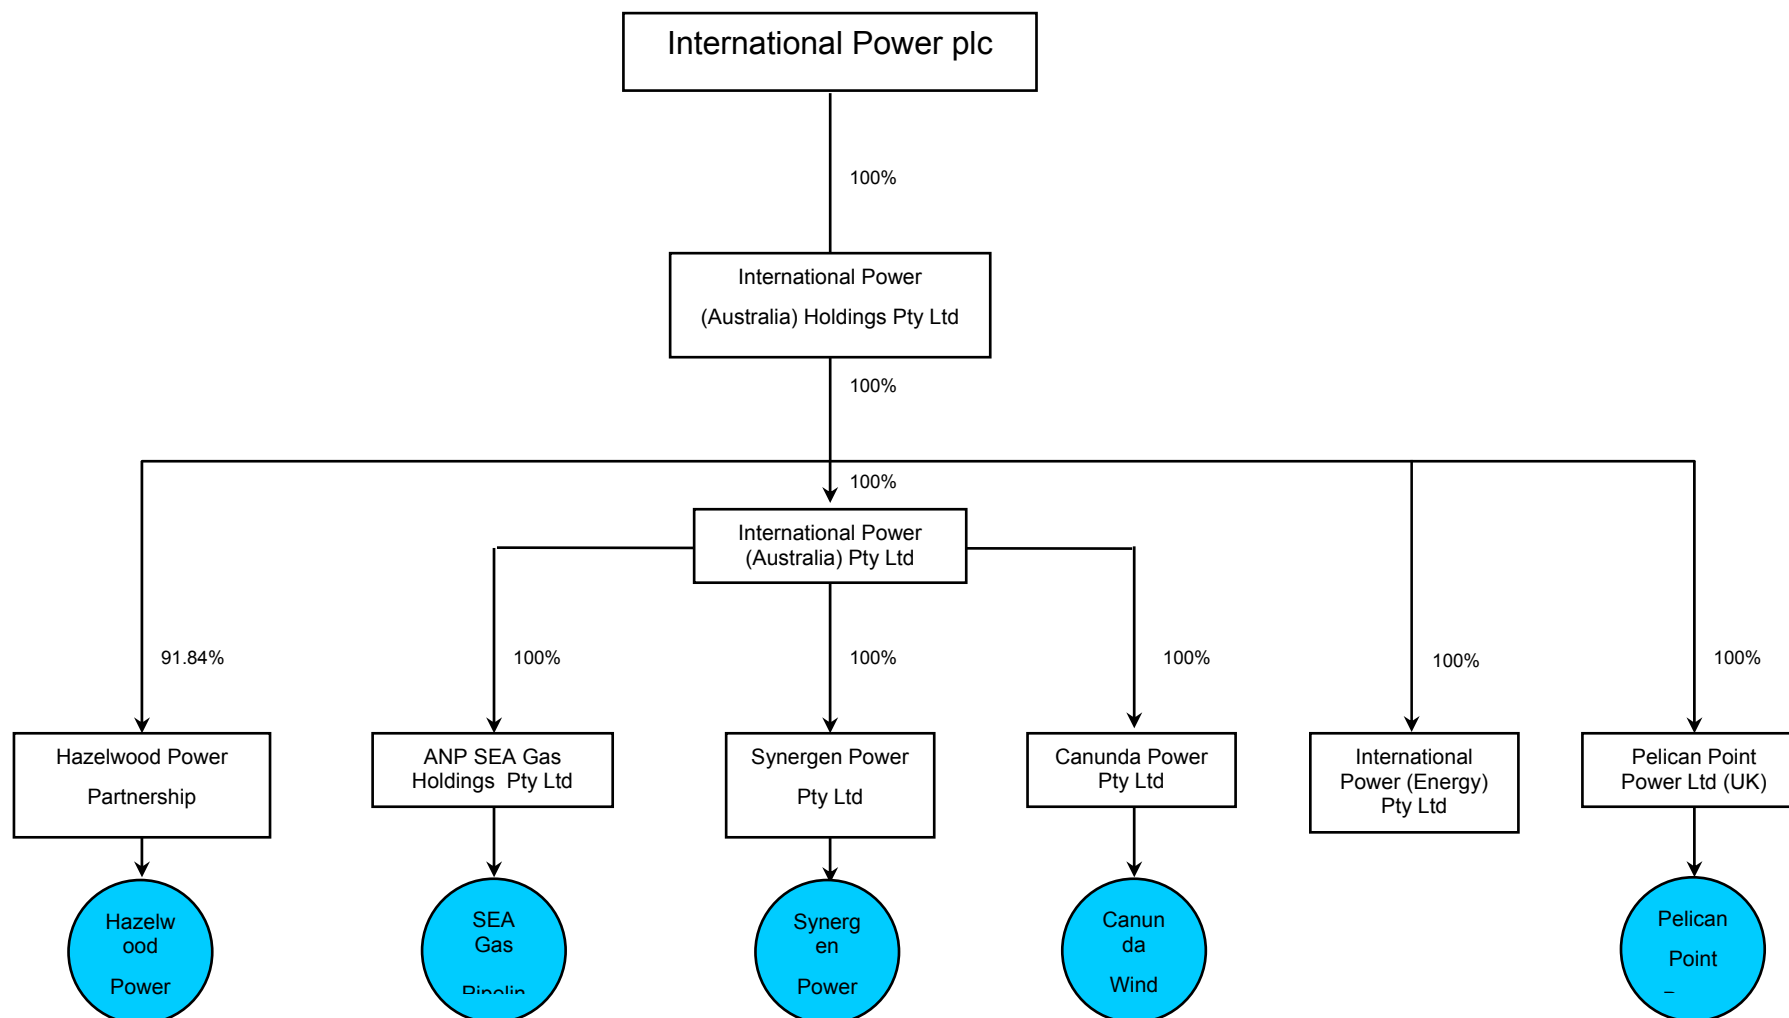 International Power plc
100%
International Power
(Australia) Holdings Pty Ltd
100%
100%
International Power
(Australia) Pty Ltd
91.84%
100%
100%
100%
100%
100%
Hazelwood Power
Partnership
ANP SEA Gas
Holdings Pty Ltd
Synergen Power
Pty Ltd
Canunda Power
Pty Ltd
International
Power (Energy)
Pty Ltd
Pelican Point
Power Ltd (UK)
Hazelw
ood
Power
SEA
Gas
Pipelin
Synerg
en
Power
Canun
da
Wind
Pelican
Point